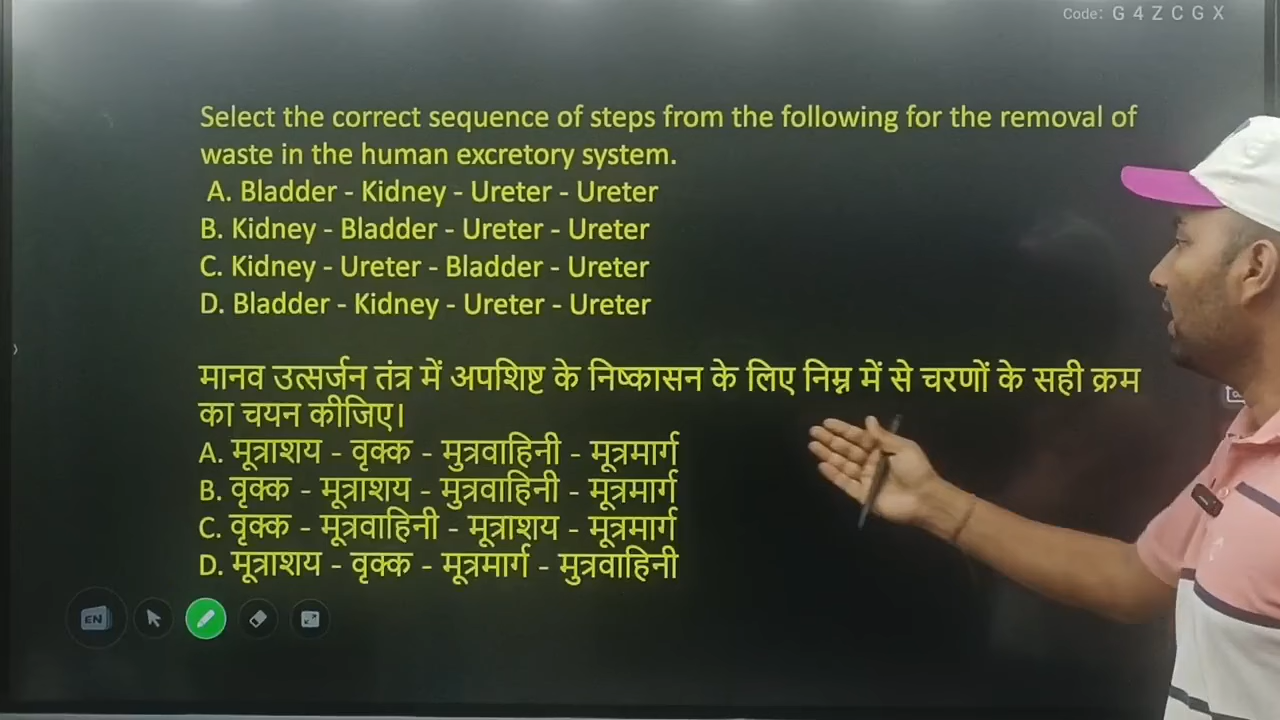 Code: G 4 Z C G X
Select the correct sequence of steps from the following for the removal of
waste in the human excretory system.
A. Bladder - Kidney - Ureter - Ureter
B. Kidney - Bladder - Ureter - Ureter
C. Kidney - Ureter - Bladder - Ureter
D. Bladder - Kidney - Ureter - Ureter
मानव उत्सर्जन तंत्र में अपशिष्ट के निष्कासन के लिए निम्न में से चरणों के सही क्रम
का चयन कीजिए।
A. मूत्राशय - वृक्क - मुत्रवाहिनी - मूत्रमार्ग
B. वृक्क - मूत्राशय - मुत्रवाहिनी - मूत्रमार्ग
C. वृक्क - मूत्रवाहिनी - मूत्राशय - मूत्रमार्ग
D. मूत्राशय - वृक्क - मूत्रमार्ग - मुत्रवाहिनी
EN